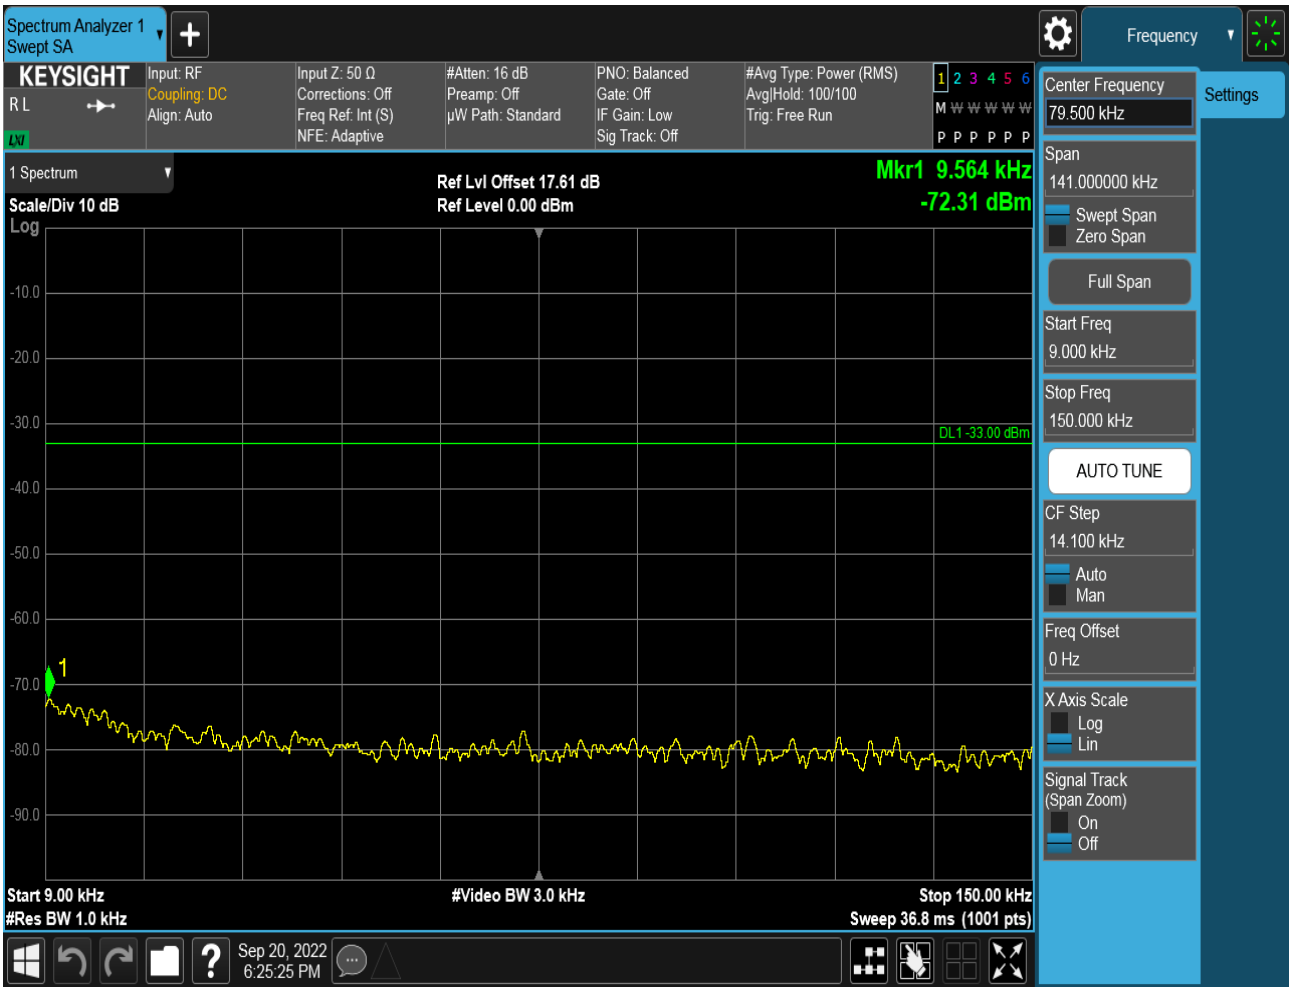 Spectrum Analyzer 1
Swept SA
Frequency
KEYSIGHT
R L
LXI
Input: RF
Coupling: DC
Align: Auto
Input Z: 50 Ω
Corrections: Off
Freq Ref: Int (S)
NFE: Adaptive
#Atten: 16 dB
Preamp: Off
µW Path: Standard
PNO: Balanced
Gate: Off
IF Gain: Low
Sig Track: Off
#Avg Type: Power (RMS)
Avg|Hold: 100/100
Trig: Free Run
1 2 3 4 5 6
M W W W W W
P P P P P P
1 Spectrum
Scale/Div 10 dB
Log
Ref Lvl Offset 17.61 dB
Ref Level 0.00 dBm
Mkr1 9.564 kHz
-72.31 dBm
-10.0
-20.0
-30.0
DL1 -33.00 dBm
-40.0
-50.0
-60.0
1
-70.0
-80.0
-90.0
Start 9.00 kHz
#Res BW 1.0 kHz
#Video BW 3.0 kHz
Stop 150.00 kHz
Sweep 36.8 ms (1001 pts)
Center Frequency
79.500 kHz
Settings
Span
141.000000 kHz
Swept Span
Zero Span
Full Span
Start Freq
9.000 kHz
Stop Freq
150.000 kHz
AUTO TUNE
CF Step
14.100 kHz
Auto
Man
Freq Offset
0 Hz
X Axis Scale
Log
Lin
Signal Track
(Span Zoom)
On
Off
?
Sep 20, 2022
6:25:25 PM